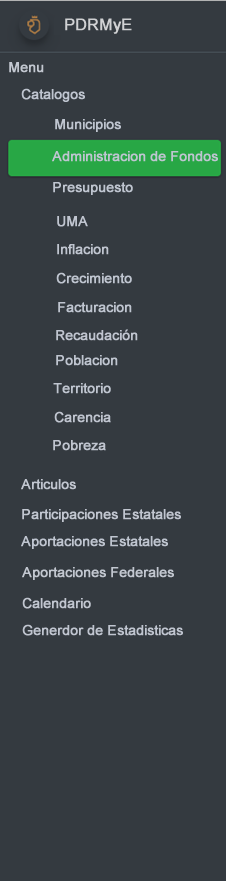 PDRMyE
Menu
Catalogos
Municipios
Administracion de Fondos
Presupuesto
UMA
Inflacion
Crecimiento
Facturacion
Recaudación
Poblacion
Territorio
Carencia
Pobreza
Articulos
Participaciones Estatales
Aportaciones Estatales
Aportaciones Federales
Calendario
Generdor de Estadisticas